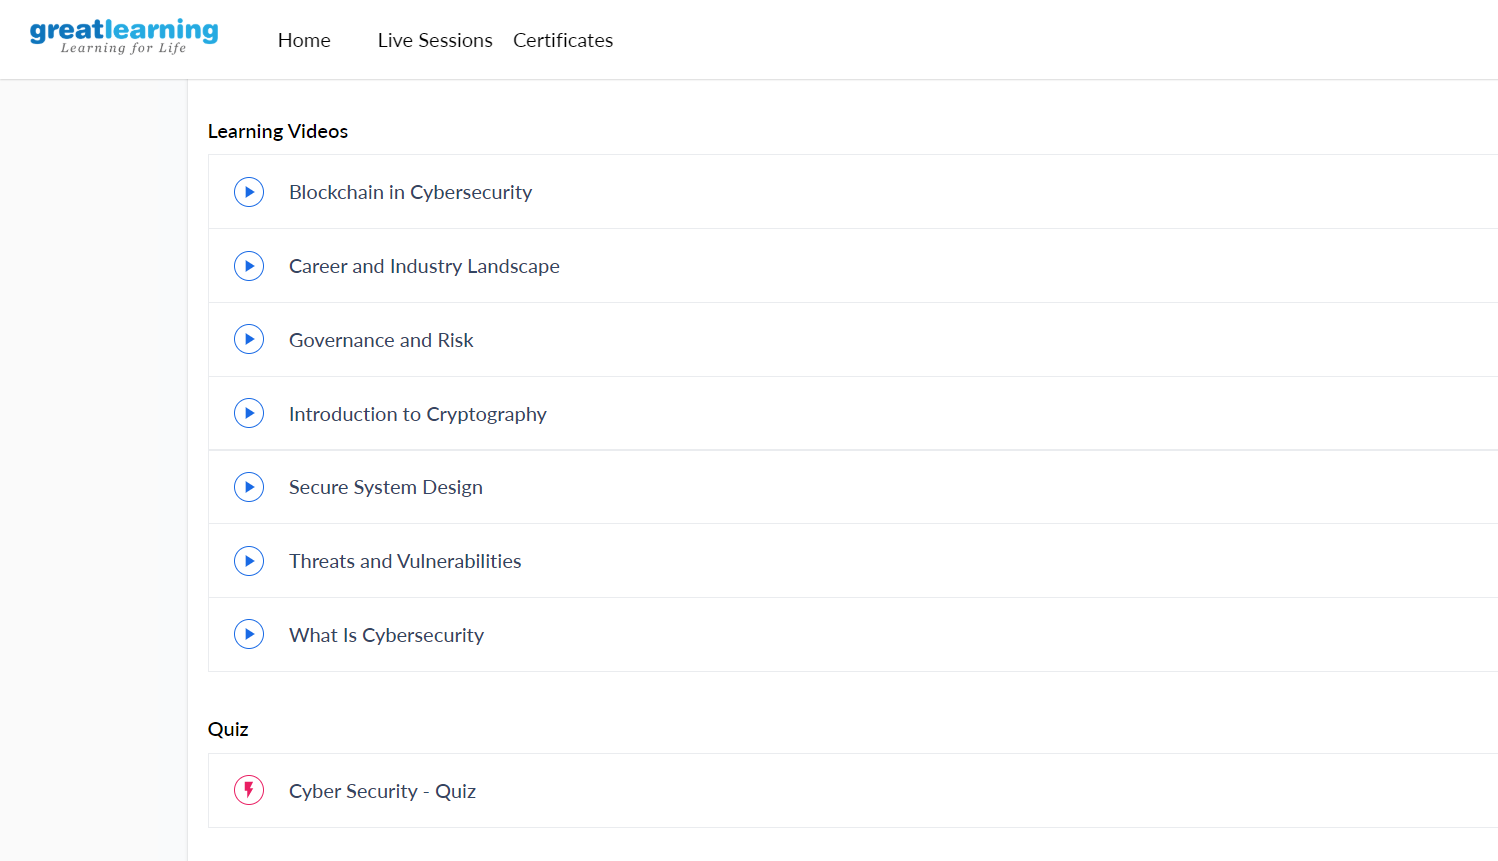 greatlearning
Learning for Life
Home Live Sessions Certificates
Learning Videos
Blockchain in Cybersecurity
Career and Industry Landscape
Governance and Risk
Introduction to Cryptography
Secure System Design
Threats and Vulnerabilities
What Is Cybersecurity
Quiz
Cyber Security - Quiz